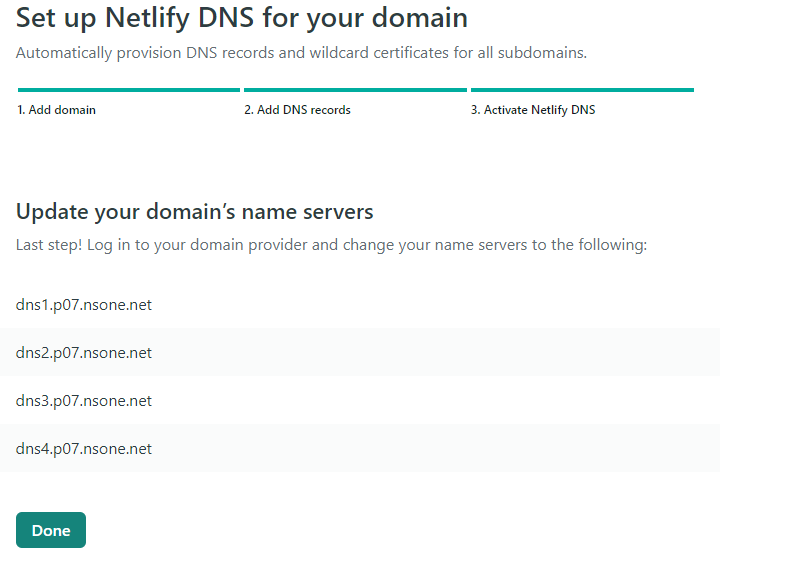 Set up Netlify DNS for your domain
Automatically provision DNS records and wildcard certificates for all subdomains.
1. Add domain
2. Add DNS records
3. Activate Netlify DNS
Update your domain’s name servers
Last step! Log in to your domain provider and change your name servers to the following:
dns1.p07.nsone.net
dns2.p07.nsone.net
dns3.p07.nsone.net
dns4.p07.nsone.net
Done